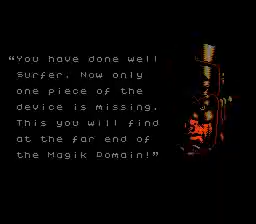 “You have done well
Surfer. Now only
one piece of the
device is missing.
This you will find
at the far end of
the Magik Domain!”